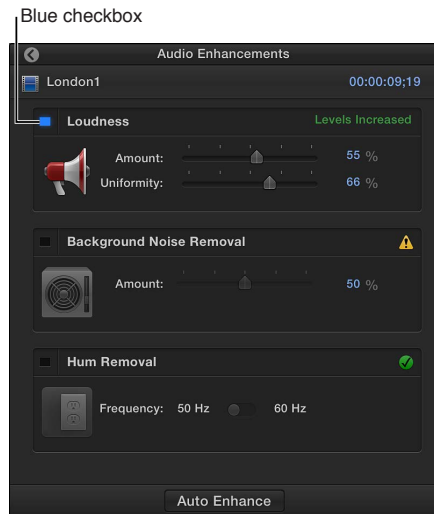 Blue checkbox
Audio Enhancements
London1 00:00:09;19
Loudness Levels Increased
Amount: 55 %
Uniformity: 66 %
Background Noise Removal
Amount: 50 %
Hum Removal
Frequency: 50 Hz 60 Hz
Auto Enhance